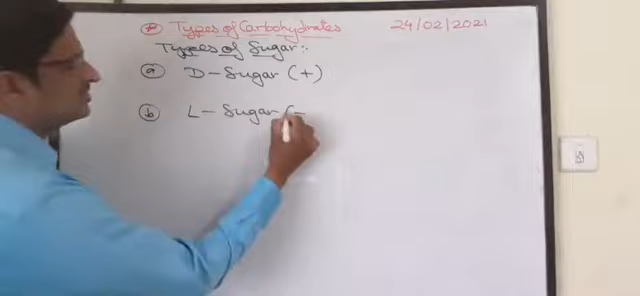 * Types of Carbohydrates 24/02/2021
Types of Sugar:-
a D-Sugar (+)
b L-Sugar (-